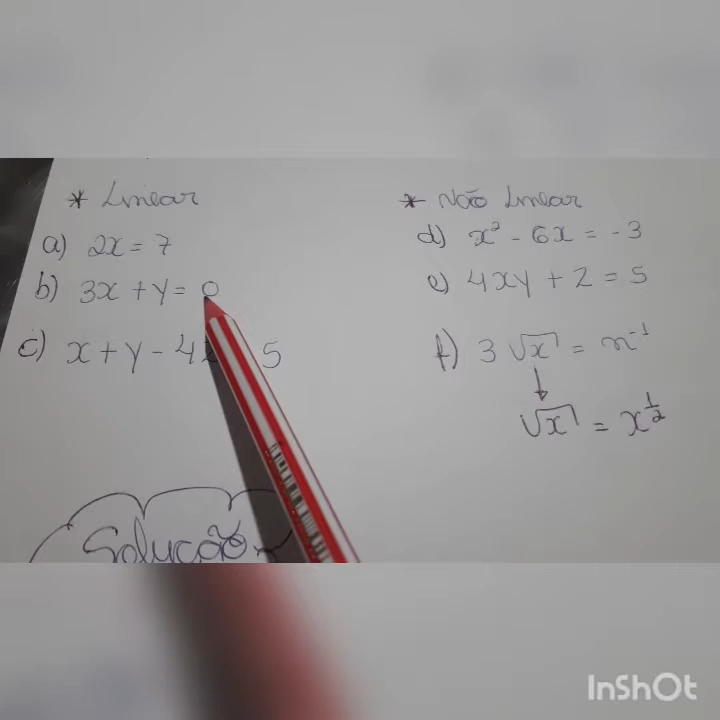 * Linear
a) 2x = 7
b) 3x + y = 0
c) x + y - 4z 5
* Não Linear
d) x² - 6x = -3
e) 4xy + z = 5
f) 3√x = n⁻¹
√x = x^½
Solução
InShOt